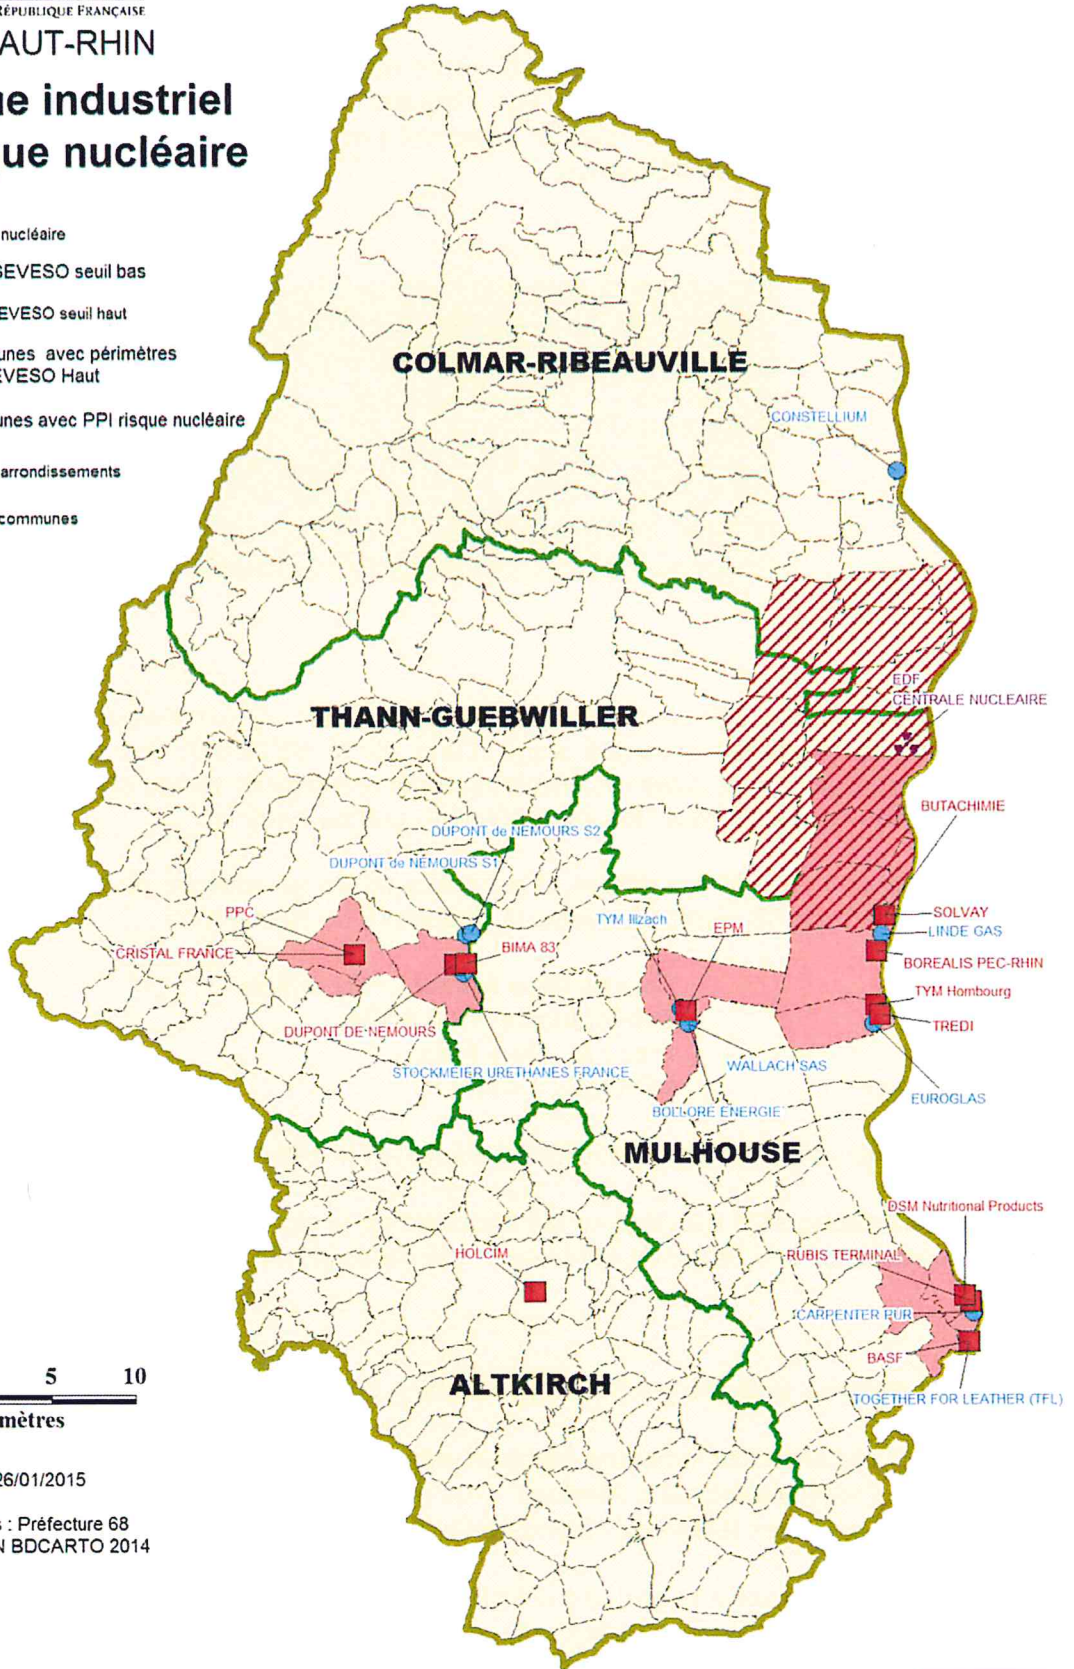 RÉPUBLIQUE FRANÇAISE
AUT-RHIN
ue industriel
que nucléaire
nucléaire
SEVESO seuil bas
EVESO seuil haut
unes avec périmètres
EVESO Haut
unes avec PPI risque nucléaire
arrondissements
communes
COLMAR-RIBEAUVILLE
CONSTELLIUM
EDF
CENTRALE NUCLEAIRE
THANN-GUEBWILLER
BUTACHIMIE
DUPONT de NEMOURS S2
DUPONT de NEMOURS S1
PPC
TYM Illzach
EPM
SOLVAY
LINDE GAS
CRISTAL FRANCE
BIMA 83
BOREALIS PEC-RHIN
TYM Hombourg
TREDI
DUPONT DE NEMOURS
STOCKMEIER URETHANES FRANCE
WALLACH SAS
EUROGLAS
BOLLORE ENERGIE
MULHOUSE
DSM Nutritional Products
HOLCIM
RUBIS TERMINAL
CARPENTER PUR
BASF
ALTKIRCH
TOGETHER FOR LEATHER (TFL)
5 10
mètres
26/01/2015
s : Préfecture 68
N BDCARTO 2014